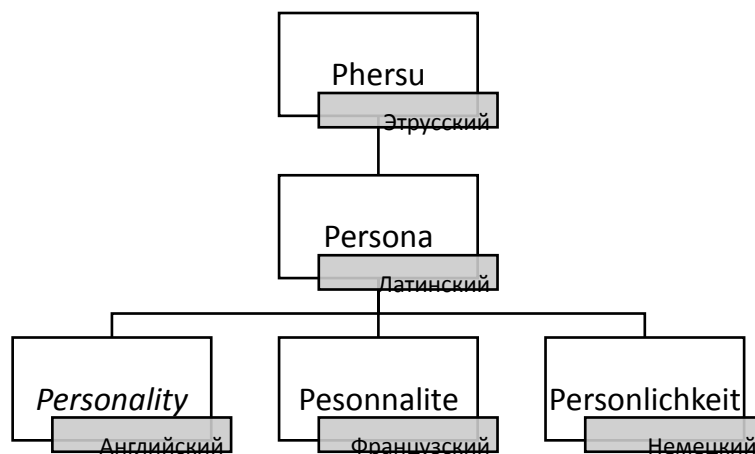 Phersu
Этрусский
Persona
Латинский
Personality
Английский
Pesonnalite
Французский
Personlichkeit
Немецкий